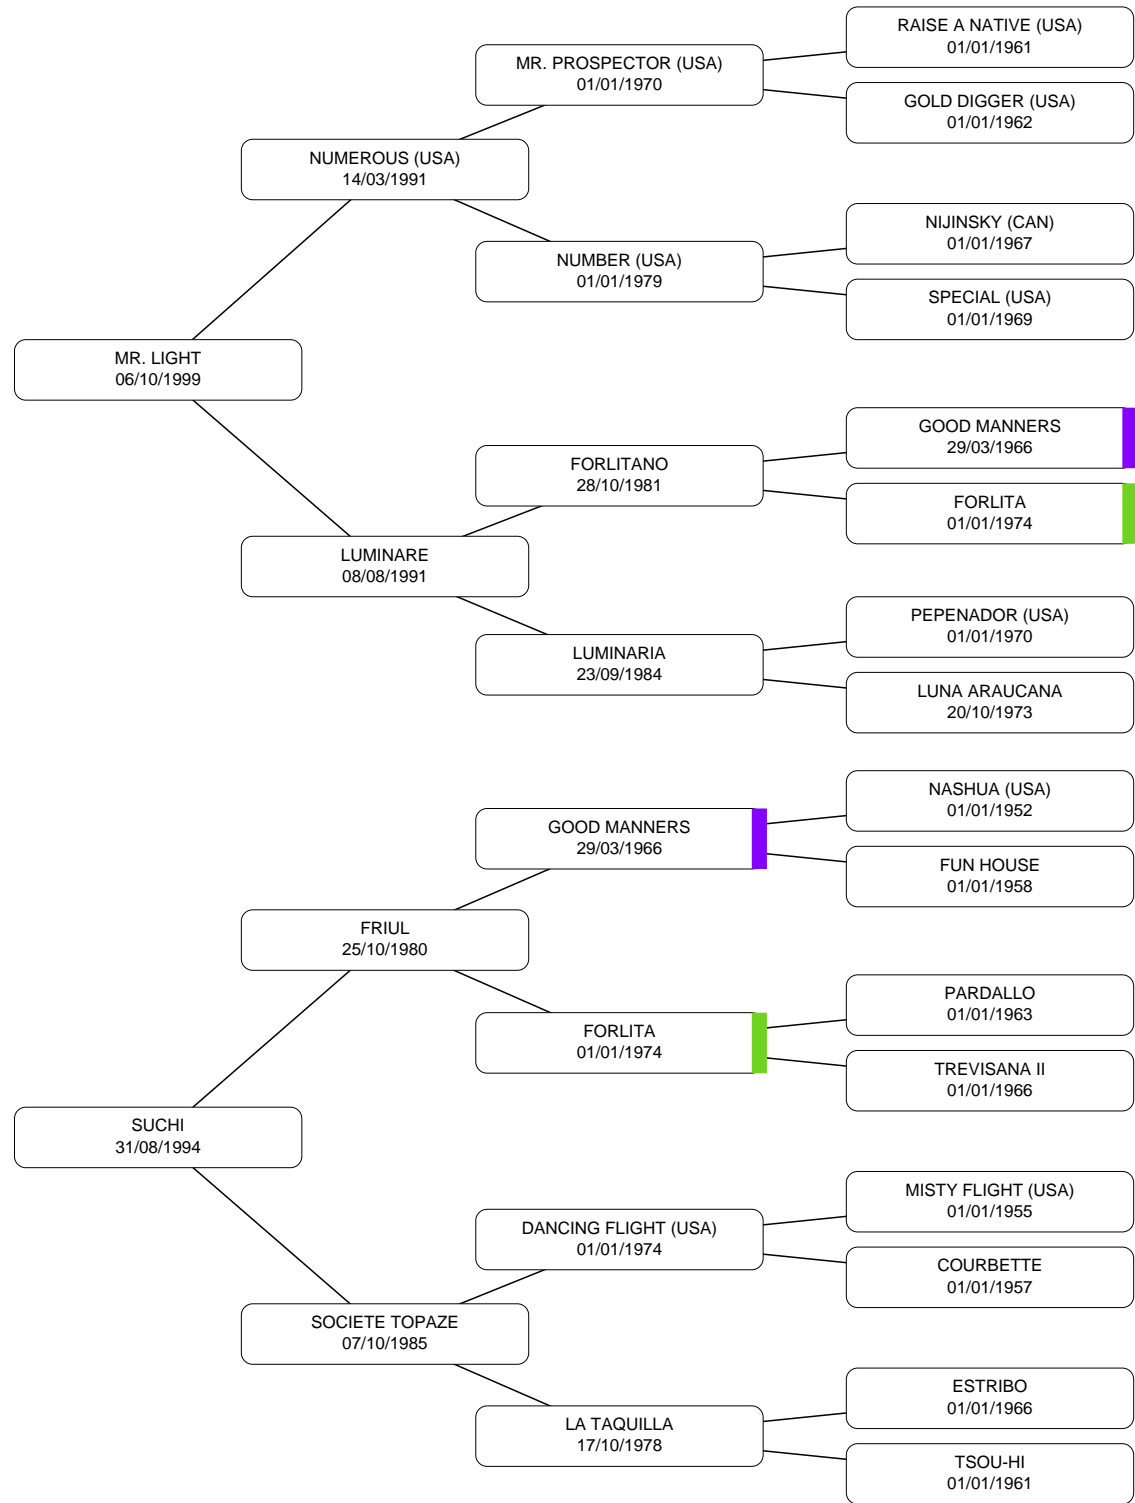 RAISE A NATIVE (USA)
01/01/1961
MR. PROSPECTOR (USA)
01/01/1970
GOLD DIGGER (USA)
01/01/1962
NUMEROUS (USA)
14/03/1991
NIJINSKY (CAN)
01/01/1967
NUMBER (USA)
01/01/1979
SPECIAL (USA)
01/01/1969
MR. LIGHT
06/10/1999
GOOD MANNERS
29/03/1966
FORLITANO
28/10/1981
FORLITA
01/01/1974
LUMINARE
08/08/1991
PEPENADOR (USA)
01/01/1970
LUMINARIA
23/09/1984
LUNA ARAUCANA
20/10/1973
NASHUA (USA)
01/01/1952
GOOD MANNERS
29/03/1966
FUN HOUSE
01/01/1958
FRIUL
25/10/1980
PARDALLO
01/01/1963
FORLITA
01/01/1974
TREVISANA II
01/01/1966
SUCHI
31/08/1994
MISTY FLIGHT (USA)
01/01/1955
DANCING FLIGHT (USA)
01/01/1974
COURBETTE
01/01/1957
SOCIETE TOPAZE
07/10/1985
ESTRIBO
01/01/1966
LA TAQUILLA
17/10/1978
TSOU-HI
01/01/1961